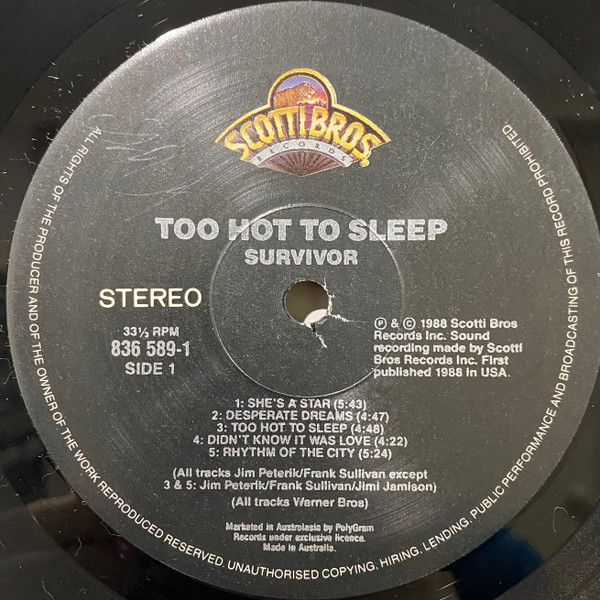 SCOTTI BROS.
RECORDS
TOO HOT TO SLEEP
SURVIVOR
STEREO
33⅓ RPM
836 589-1
SIDE 1
℗ & © 1988 Scotti Bros
Records Inc. Sound
recording made by Scotti
Bros Records Inc. First
published 1988 in USA.
1: SHE'S A STAR (5:43)
2: DESPERATE DREAMS (4:47)
3: TOO HOT TO SLEEP (4:48)
4: DIDN'T KNOW IT WAS LOVE (4:22)
5: RHYTHM OF THE CITY (5:24)
(All tracks Jim Peterik/Frank Sullivan except
3 & 5: Jim Peterik/Frank Sullivan/Jimi Jamison)
(All tracks Warner Bros)
Marketed in Australasia by PolyGram
Records under exclusive licence.
Made in Australia.
ALL RIGHTS OF THE PRODUCER AND OF THE OWNER OF THE WORK REPRODUCED RESERVED. UNAUTHORISED COPYING, HIRING, LENDING, PUBLIC PERFORMANCE AND BROADCASTING OF THIS RECORD PROHIBITED